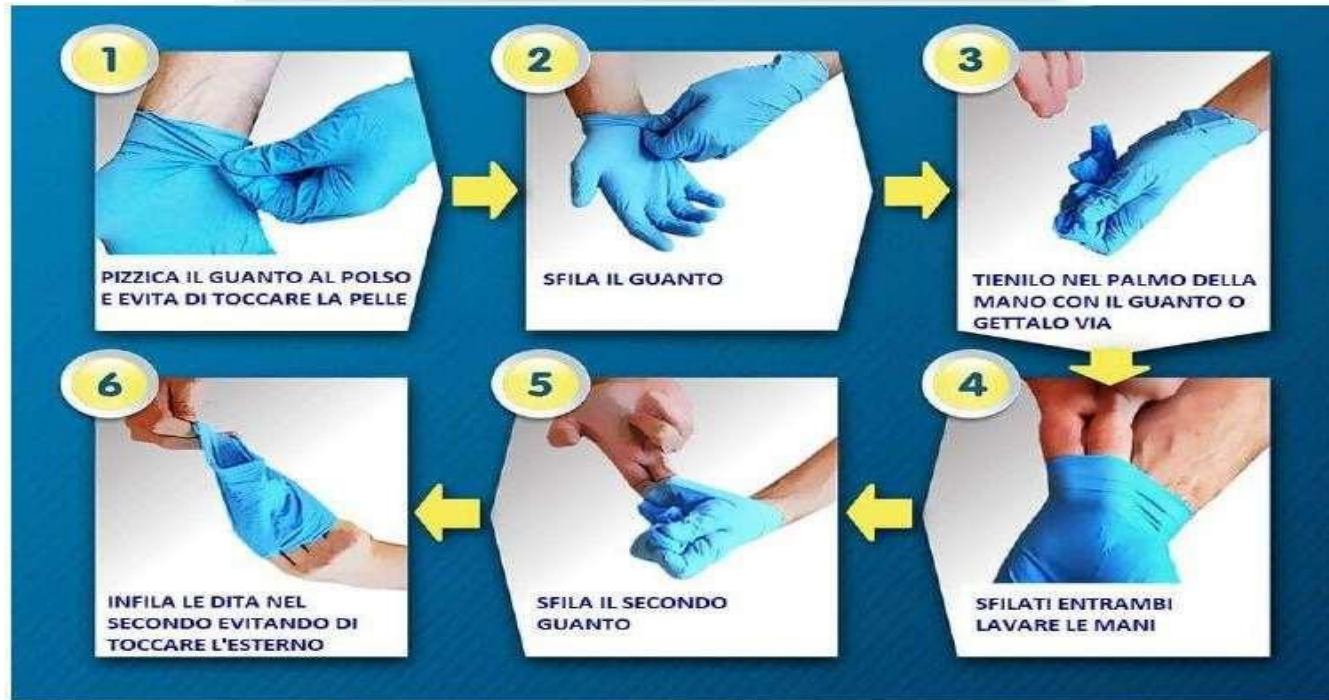 1
PIZZICA IL GUANTO AL POLSO
E EVITA DI TOCCARE LA PELLE
2
SFILA IL GUANTO
3
TIENILO NEL PALMO DELLA
MANO CON IL GUANTO O
GETTALO VIA
4
SFILATI ENTRAMBI
LAVARE LE MANI
5
SFILA IL SECONDO
GUANTO
6
INFILA LE DITA NEL
SECONDO EVITANDO DI
TOCCARE L'ESTERNO